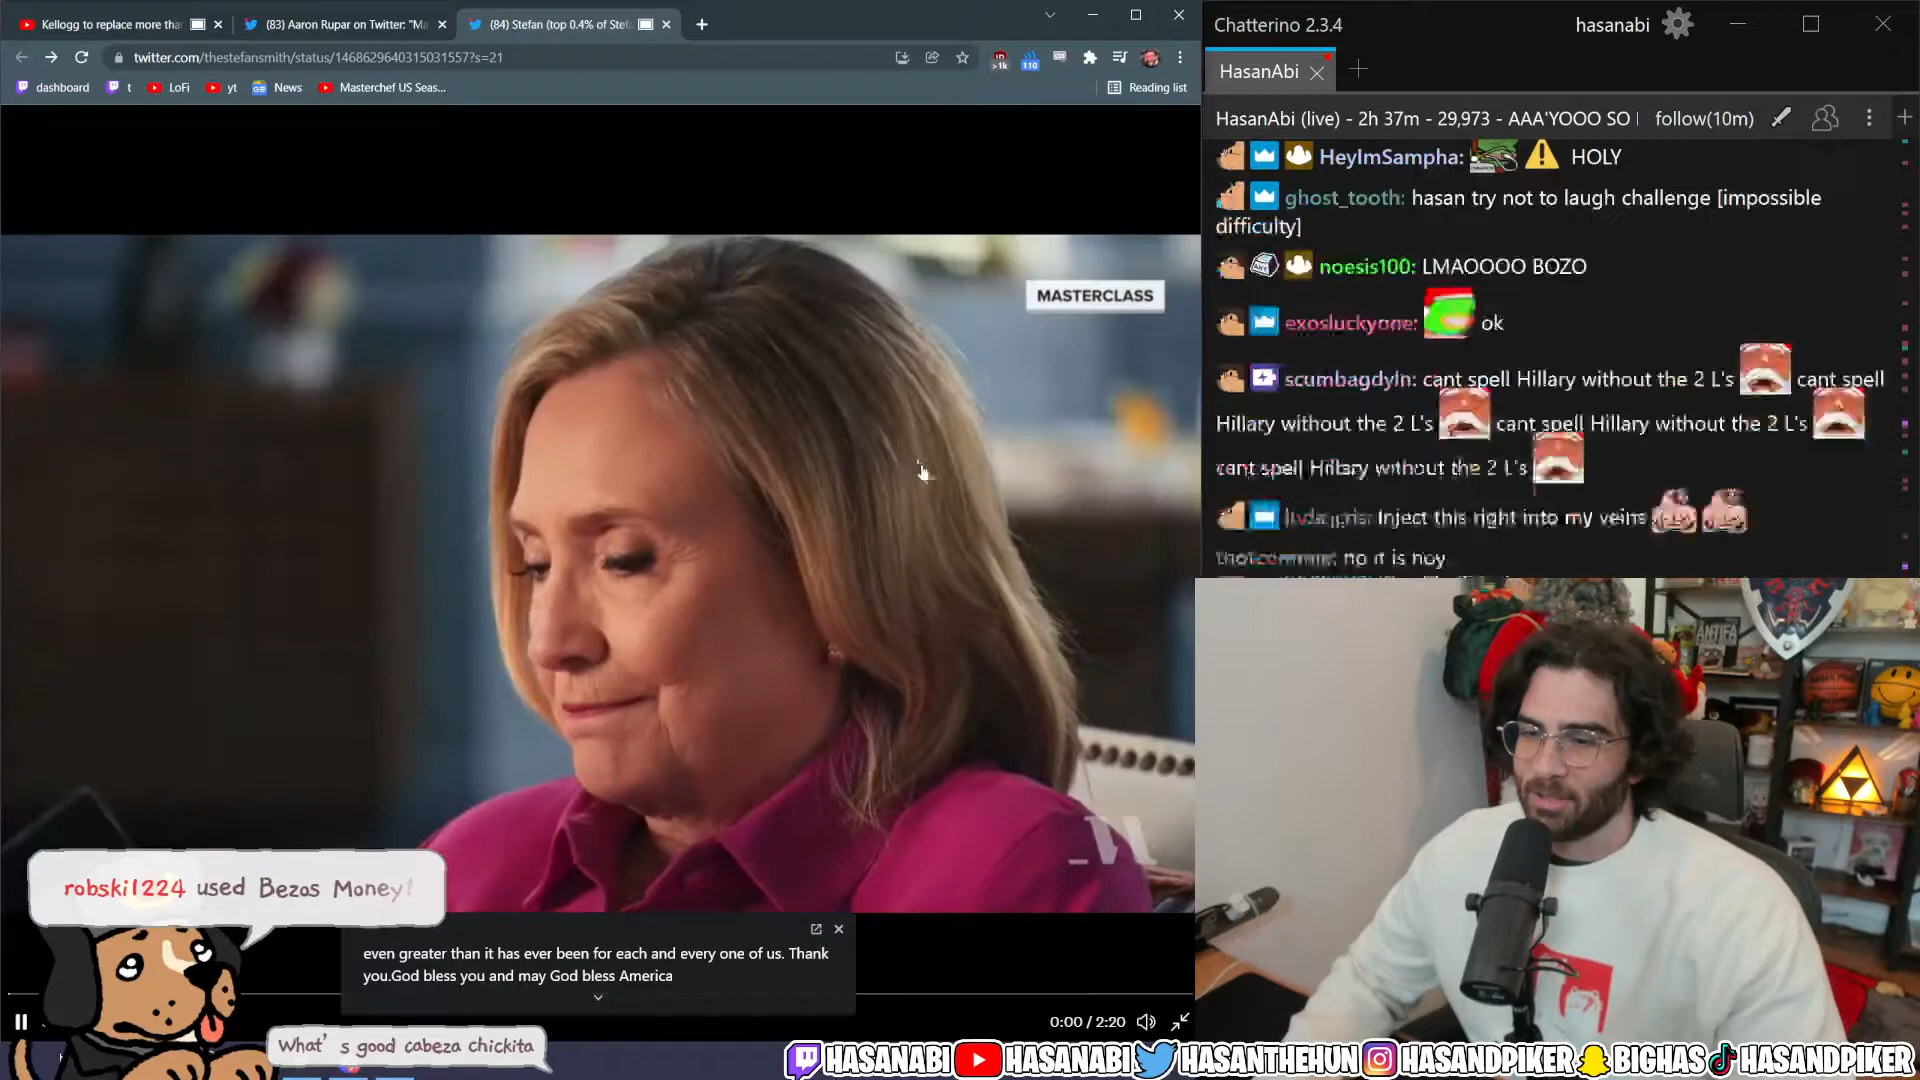 Kellogg to replace more tha
(83) Aaron Rupar on Twitter: "Ma
(84) Stefan (top 0.4% of Stefa
twitter.com/thestefansmith/status/1468629640315031557?s=21
>1k
110
dashboard
t
LoFi
yt
News
Masterchef US Seas...
Reading list
MASTERCLASS
robski1224 used Bezos Money!
even greater than it has ever been for each and every one of us. Thank
you.God bless you and may God bless America
0:00 / 2:20
What's good cabeza chickita
Chatterino 2.3.4
hasanabi
HasanAbi
HasanAbi (live) - 2h 37m - 29,973 - AAA'YOOO SO
follow(10m)
HeyImSampha: HOLY
ghost_tooth: hasan try not to laugh challenge [impossible
difficulty]
noesis100: LMAOOOO BOZO
exosluckyone: ok
scumbagdyln: cant spell Hillary without the 2 L's cant spell
Hillary without the 2 L's cant spell Hillary without the 2 L's
cant spell Hillary without the 2 L's
Inject this right into my veins
no it is
ANTIFA
HASANABI HASANABI HASANTHEHUN HASANDPIKER BIGHAS HASANDPIKER